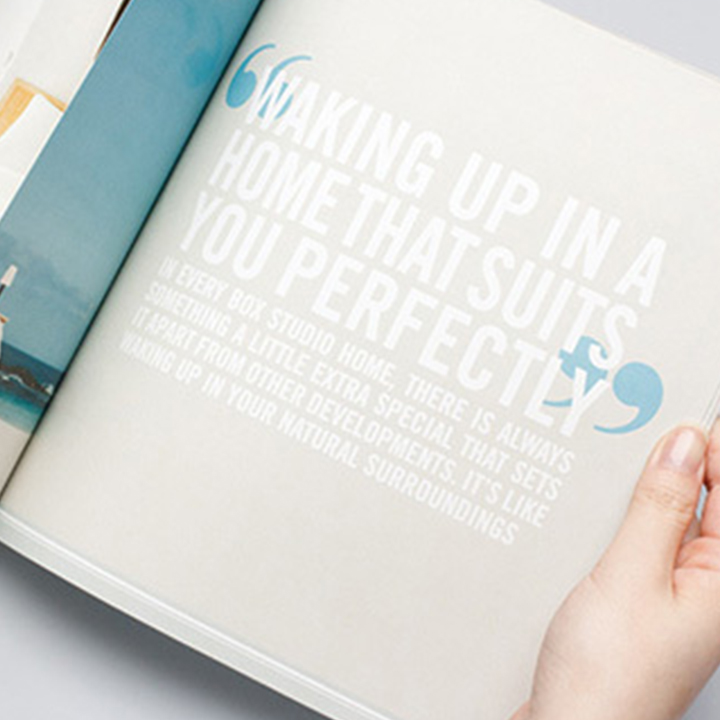 “WAKING UP IN A
HOME THAT SUITS
YOU PERFECTLY”
IN EVERY BOX STUDIO HOME, THERE IS ALWAYS
SOMETHING A LITTLE EXTRA SPECIAL THAT SETS
IT APART FROM OTHER DEVELOPMENTS. IT'S LIKE
WAKING UP IN YOUR NATURAL SURROUNDINGS